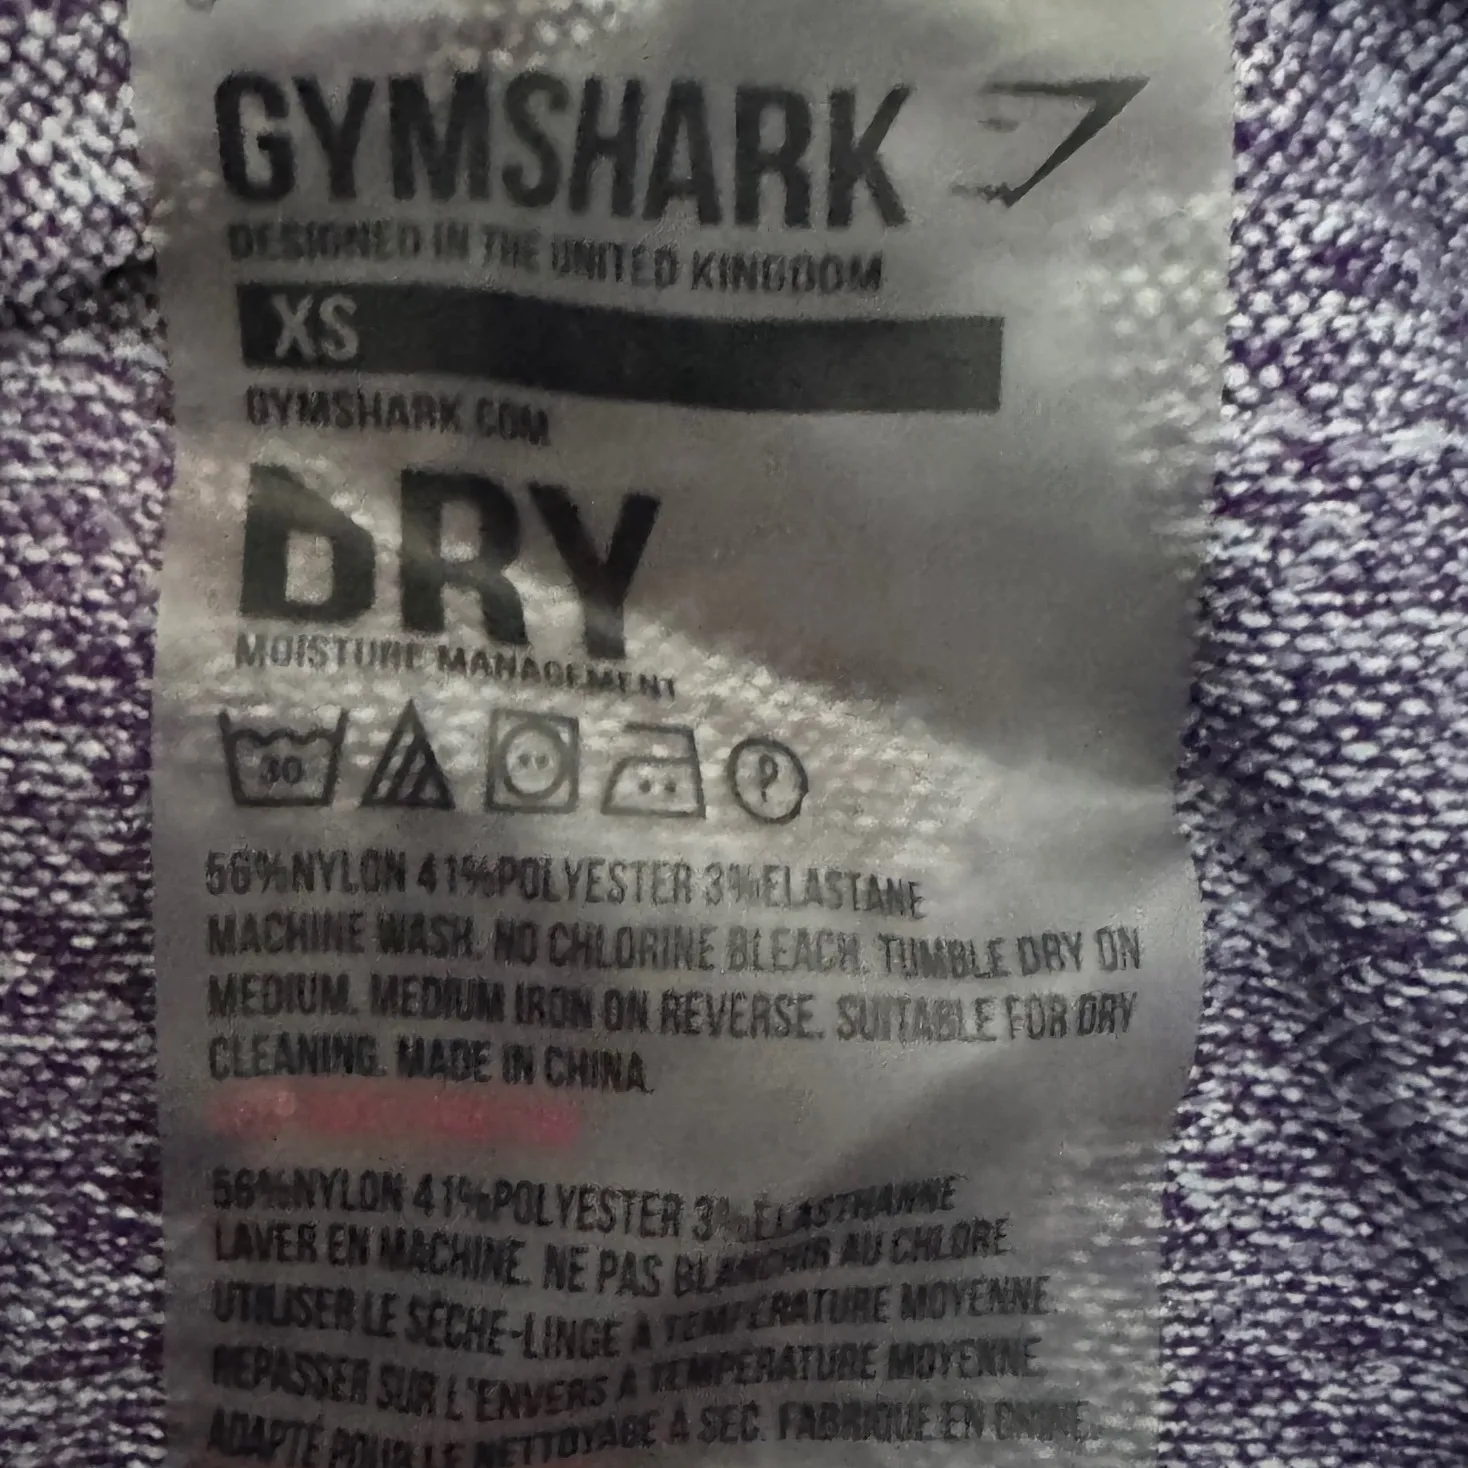 GYMSHARK
DESIGNED IN THE UNITED KINGDOM
XS
GYMSHARK.COM
DRY
MOISTURE MANAGEMENT
30 P
56%NYLON 41%POLYESTER 3%ELASTANE
MACHINE WASH. NO CHLORINE BLEACH. TUMBLE DRY ON
MEDIUM. MEDIUM IRON ON REVERSE. SUITABLE FOR DRY
CLEANING. MADE IN CHINA.
56%NYLON 41%POLYESTER 3%ÉLASTHANNE
LAVER EN MACHINE. NE PAS BLANCHIR AU CHLORE
UTILISER LE SÈCHE-LINGE À TEMPÉRATURE MOYENNE.
REPASSER SUR L'ENVERS À TEMPÉRATURE MOYENNE
ADAPTÉ POUR LE NETTOYAGE À SEC. FABRIQUÉ EN CHINE.